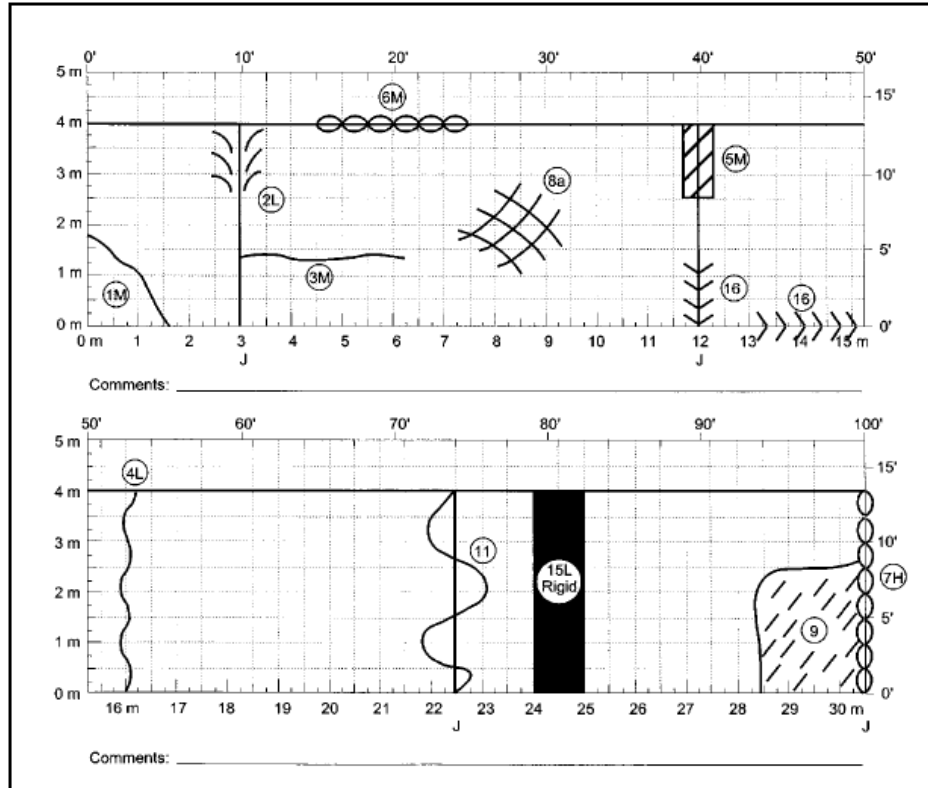 0' 10' 20' 30' 40' 50'
5 m 15'
6M
4 m
5M
3 m 8a 10'
2L
2 m
5'
3M
1 m 16 16
1M
0 m 0'
0 m 1 2 3 4 5 6 7 8 9 10 11 12 13 14 15 m
J J
Comments:
50' 60' 70' 80' 90' 100'
5 m 15'
4L
4 m
3 m 11 10'
15L 7H
2 m Rigid
5'
9
1 m
0 m 0'
16 m 17 18 19 20 21 22 23 24 25 26 27 28 29 30 m
J J
Comments: